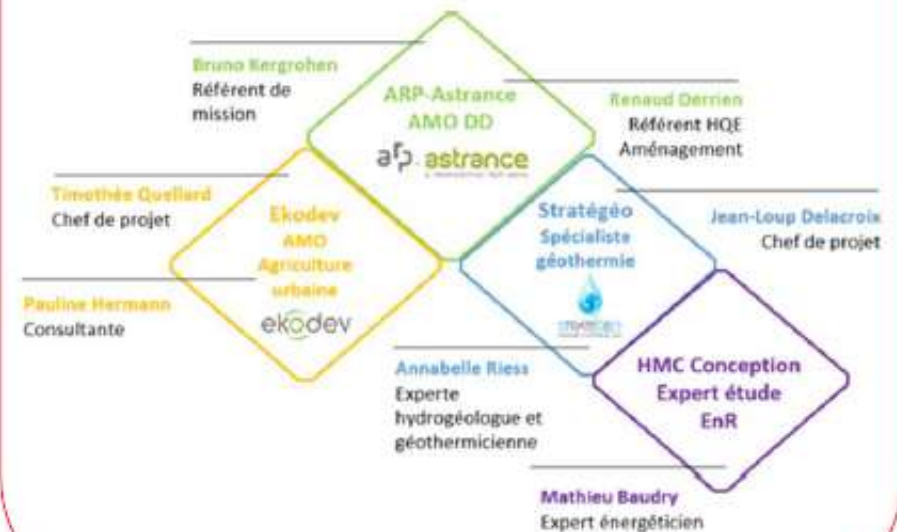 Bruno Kergrohen
Référent de
mission
ARP-Astrance
AMO DD
arp. astrance
Renaud Derrien
Référent HQE
Aménagement
Timothée Quellard
Chef de projet
Ekodev
AMO
Agriculture
urbaine
ekodev
Pauline Hermann
Consultante
Stratégéo
Spécialiste
géothermie
Jean-Loup Delacroix
Chef de projet
Annabelle Riess
Experte
hydrogéologue et
géothermicienne
HMC Conception
Expert étude
EnR
Mathieu Baudry
Expert énergéticien